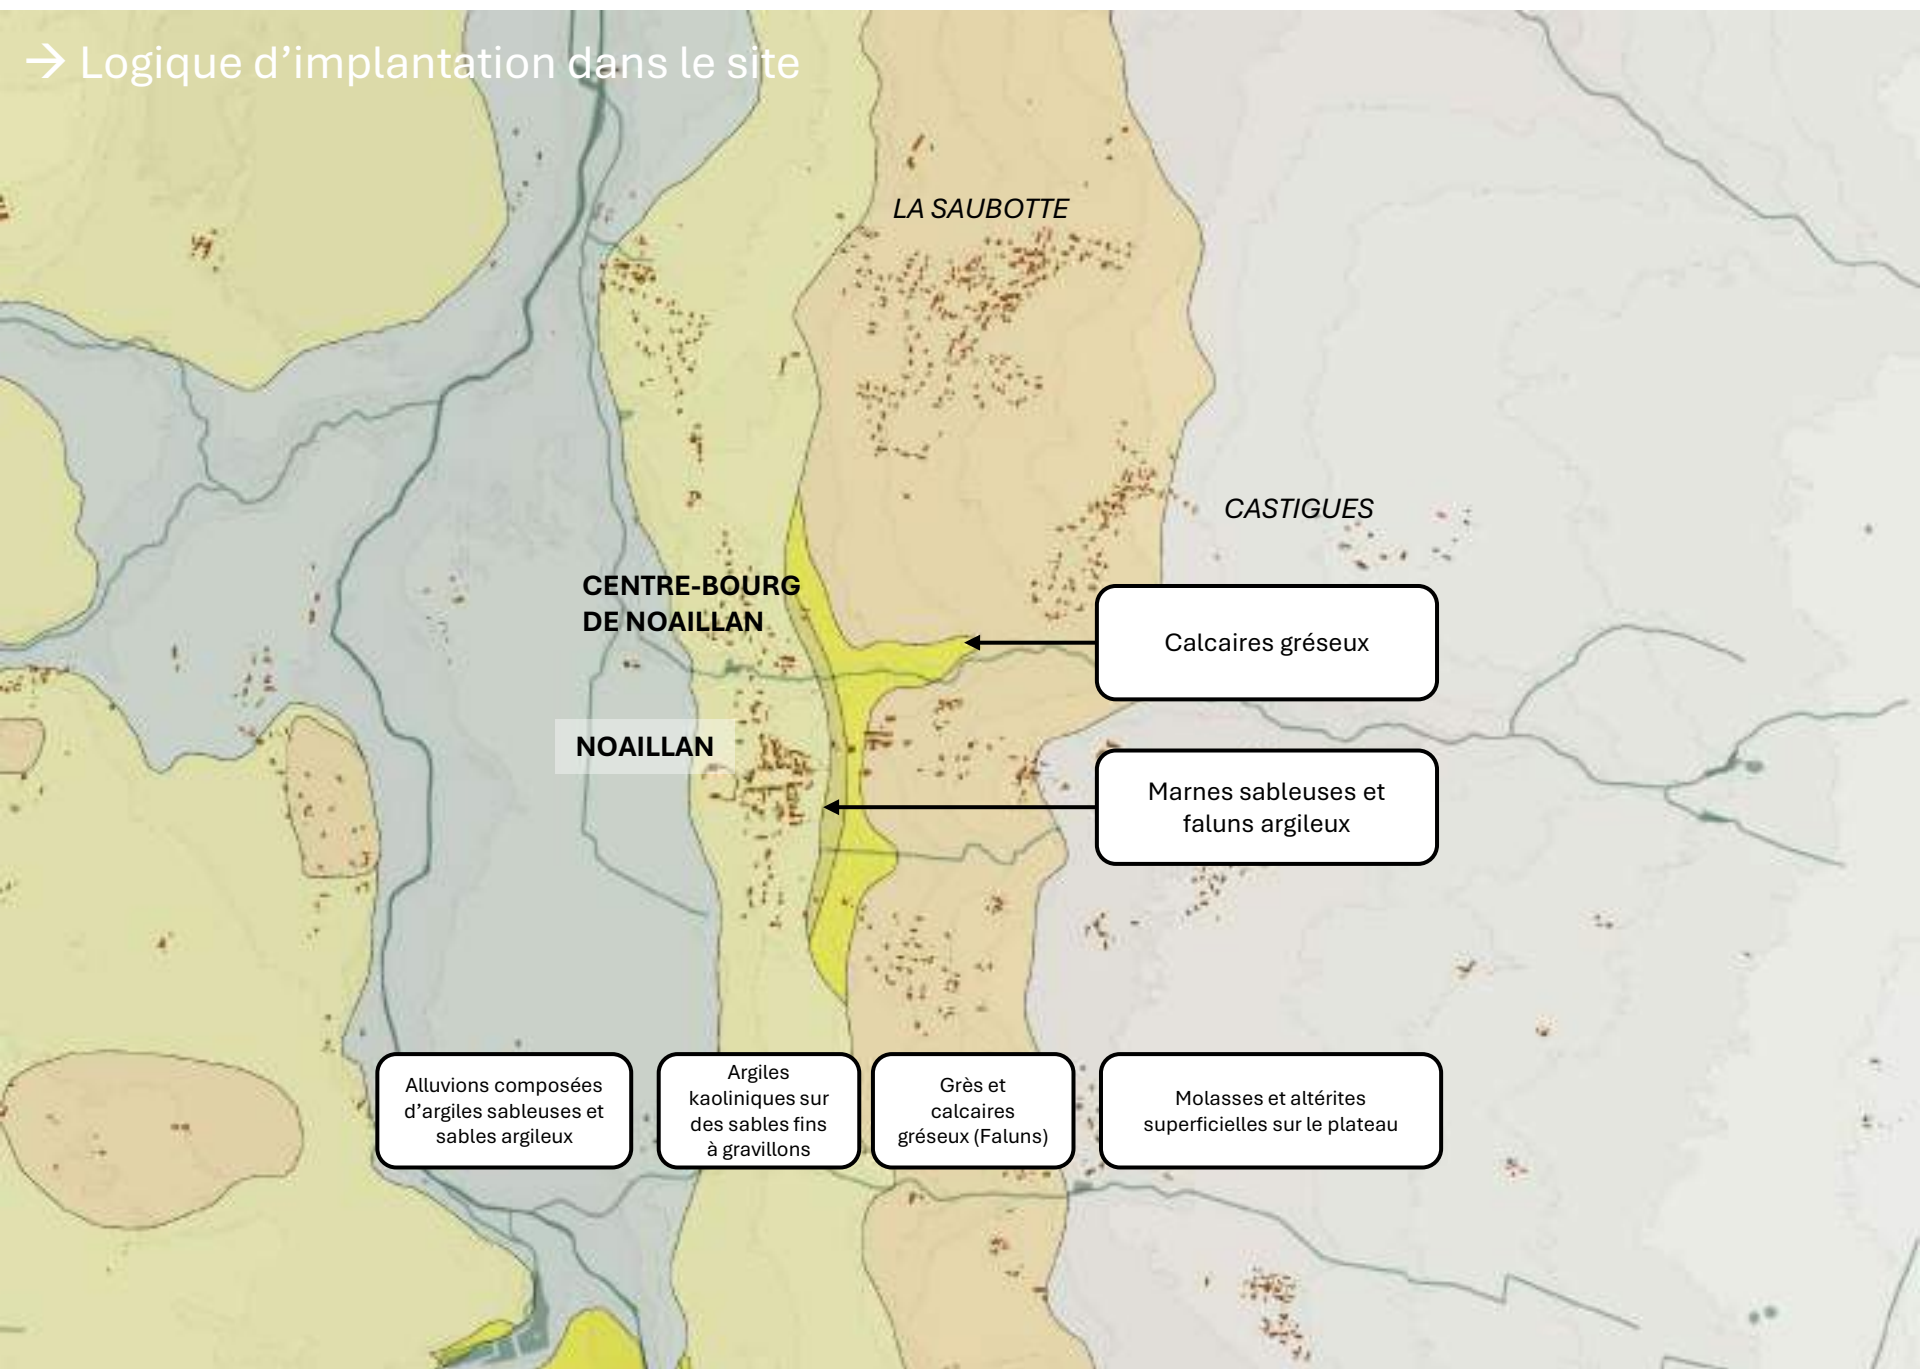 → Logique d’implantation dans le site
LA SAUBOTTE
CASTIGUES
CENTRE-BOURG
DE NOAILLAN
Calcaires gréseux
NOAILLAN
Marnes sableuses et
faluns argileux
Alluvions composées
d’argiles sableuses et
sables argileux
Argiles
kaoliniques sur
des sables fins
à gravillons
Grès et
calcaires
gréseux (Faluns)
Molasses et altérites
superficielles sur le plateau